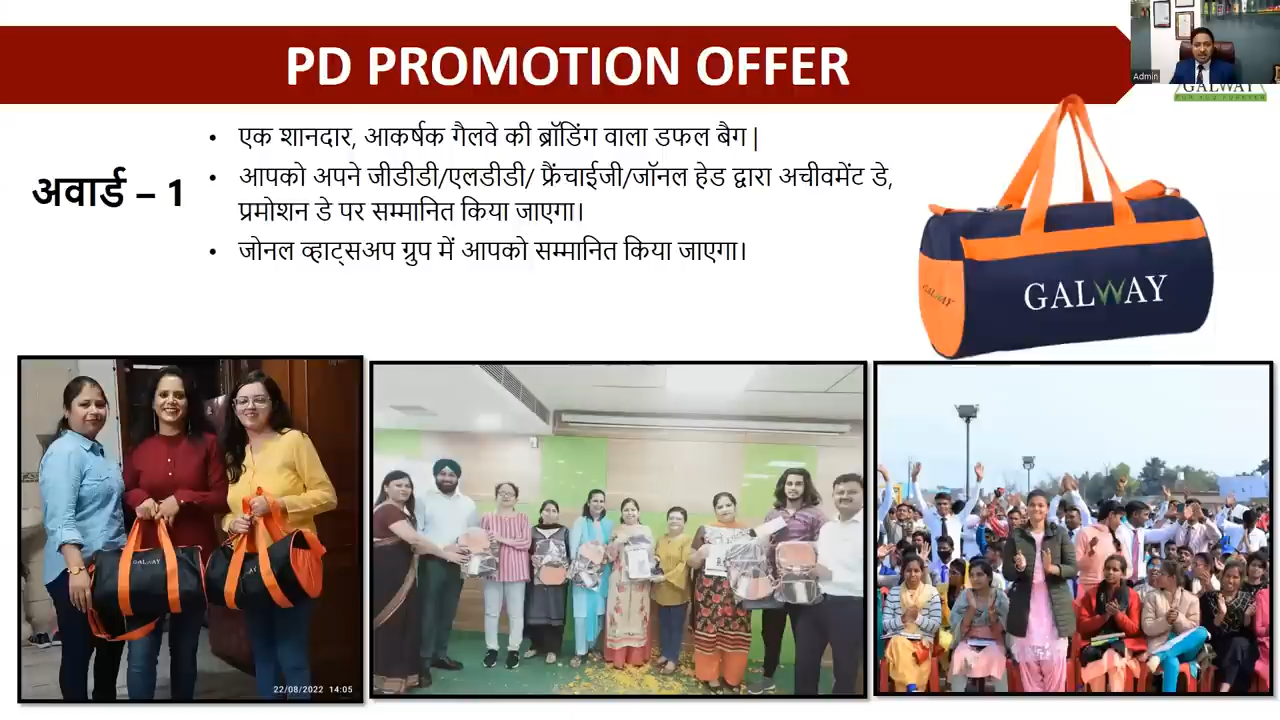 PD PROMOTION OFFER
Admin
GALWAY
अवार्ड – 1
• एक शानदार, आकर्षक गैलवे की ब्रॉडिंग वाला डफल बैग |
• आपको अपने जीडीडी/एलडीडी/ फ्रैंचाईजी/जॉनल हेड द्वारा अचीवमेंट डे,
प्रमोशन डे पर सम्मानित किया जाएगा।
• जोनल व्हाट्सअप ग्रुप में आपको सम्मानित किया जाएगा।
GALWAY
GALWAY
GALWAY
22/08/2022 14:05